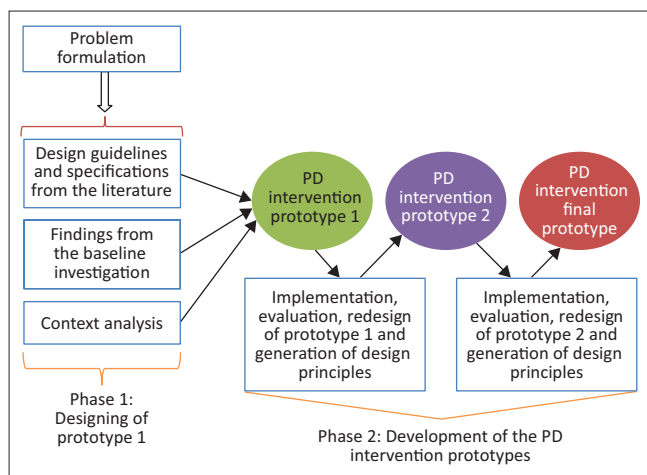 Problem
formulation
Design guidelines
and specifications
from the literature
Findings from
the baseline
investigation
Context analysis
Phase 1:
Designing of
prototype 1
PD
intervention
prototype 1
PD
intervention
prototype 2
PD
intervention
final
prototype
Implementation,
evaluation, redesign
of prototype 1 and
generation of design
principles
Implementation,
evaluation, redesign
of prototype 2 and
generation of design
principles
Phase 2: Development of the PD
intervention prototypes